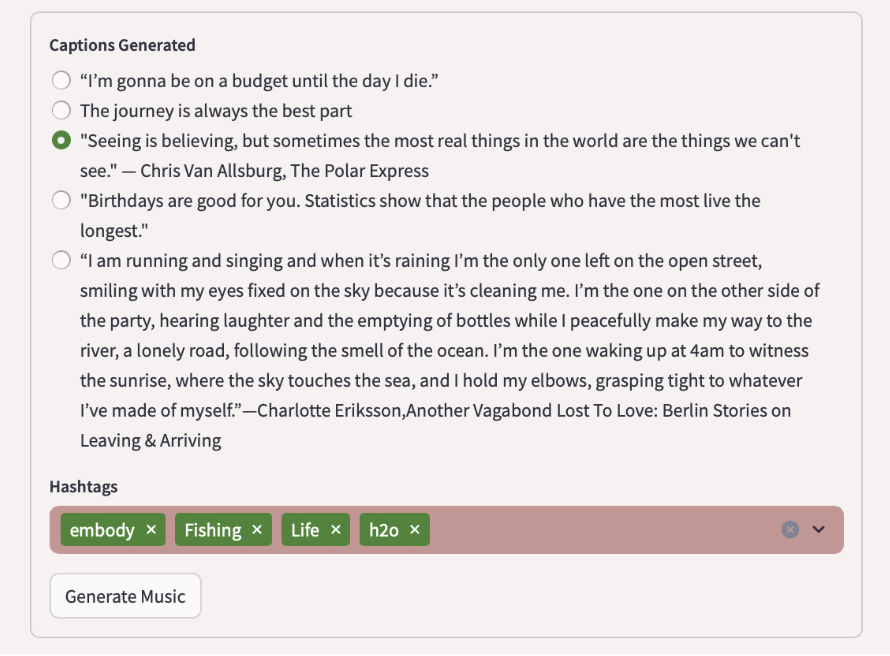 Captions Generated
“I’m gonna be on a budget until the day I die.”
The journey is always the best part
"Seeing is believing, but sometimes the most real things in the world are the things we can't
see." — Chris Van Allsburg, The Polar Express
"Birthdays are good for you. Statistics show that the people who have the most live the
longest."
“I am running and singing and when it’s raining I’m the only one left on the open street,
smiling with my eyes fixed on the sky because it’s cleaning me. I’m the one on the other side of
the party, hearing laughter and the emptying of bottles while I peacefully make my way to the
river, a lonely road, following the smell of the ocean. I’m the one waking up at 4am to witness
the sunrise, where the sky touches the sea, and I hold my elbows, grasping tight to whatever
I’ve made of myself.”—Charlotte Eriksson,Another Vagabond Lost To Love: Berlin Stories on
Leaving & Arriving
Hashtags
embody × Fishing × Life × h2o ×
Generate Music